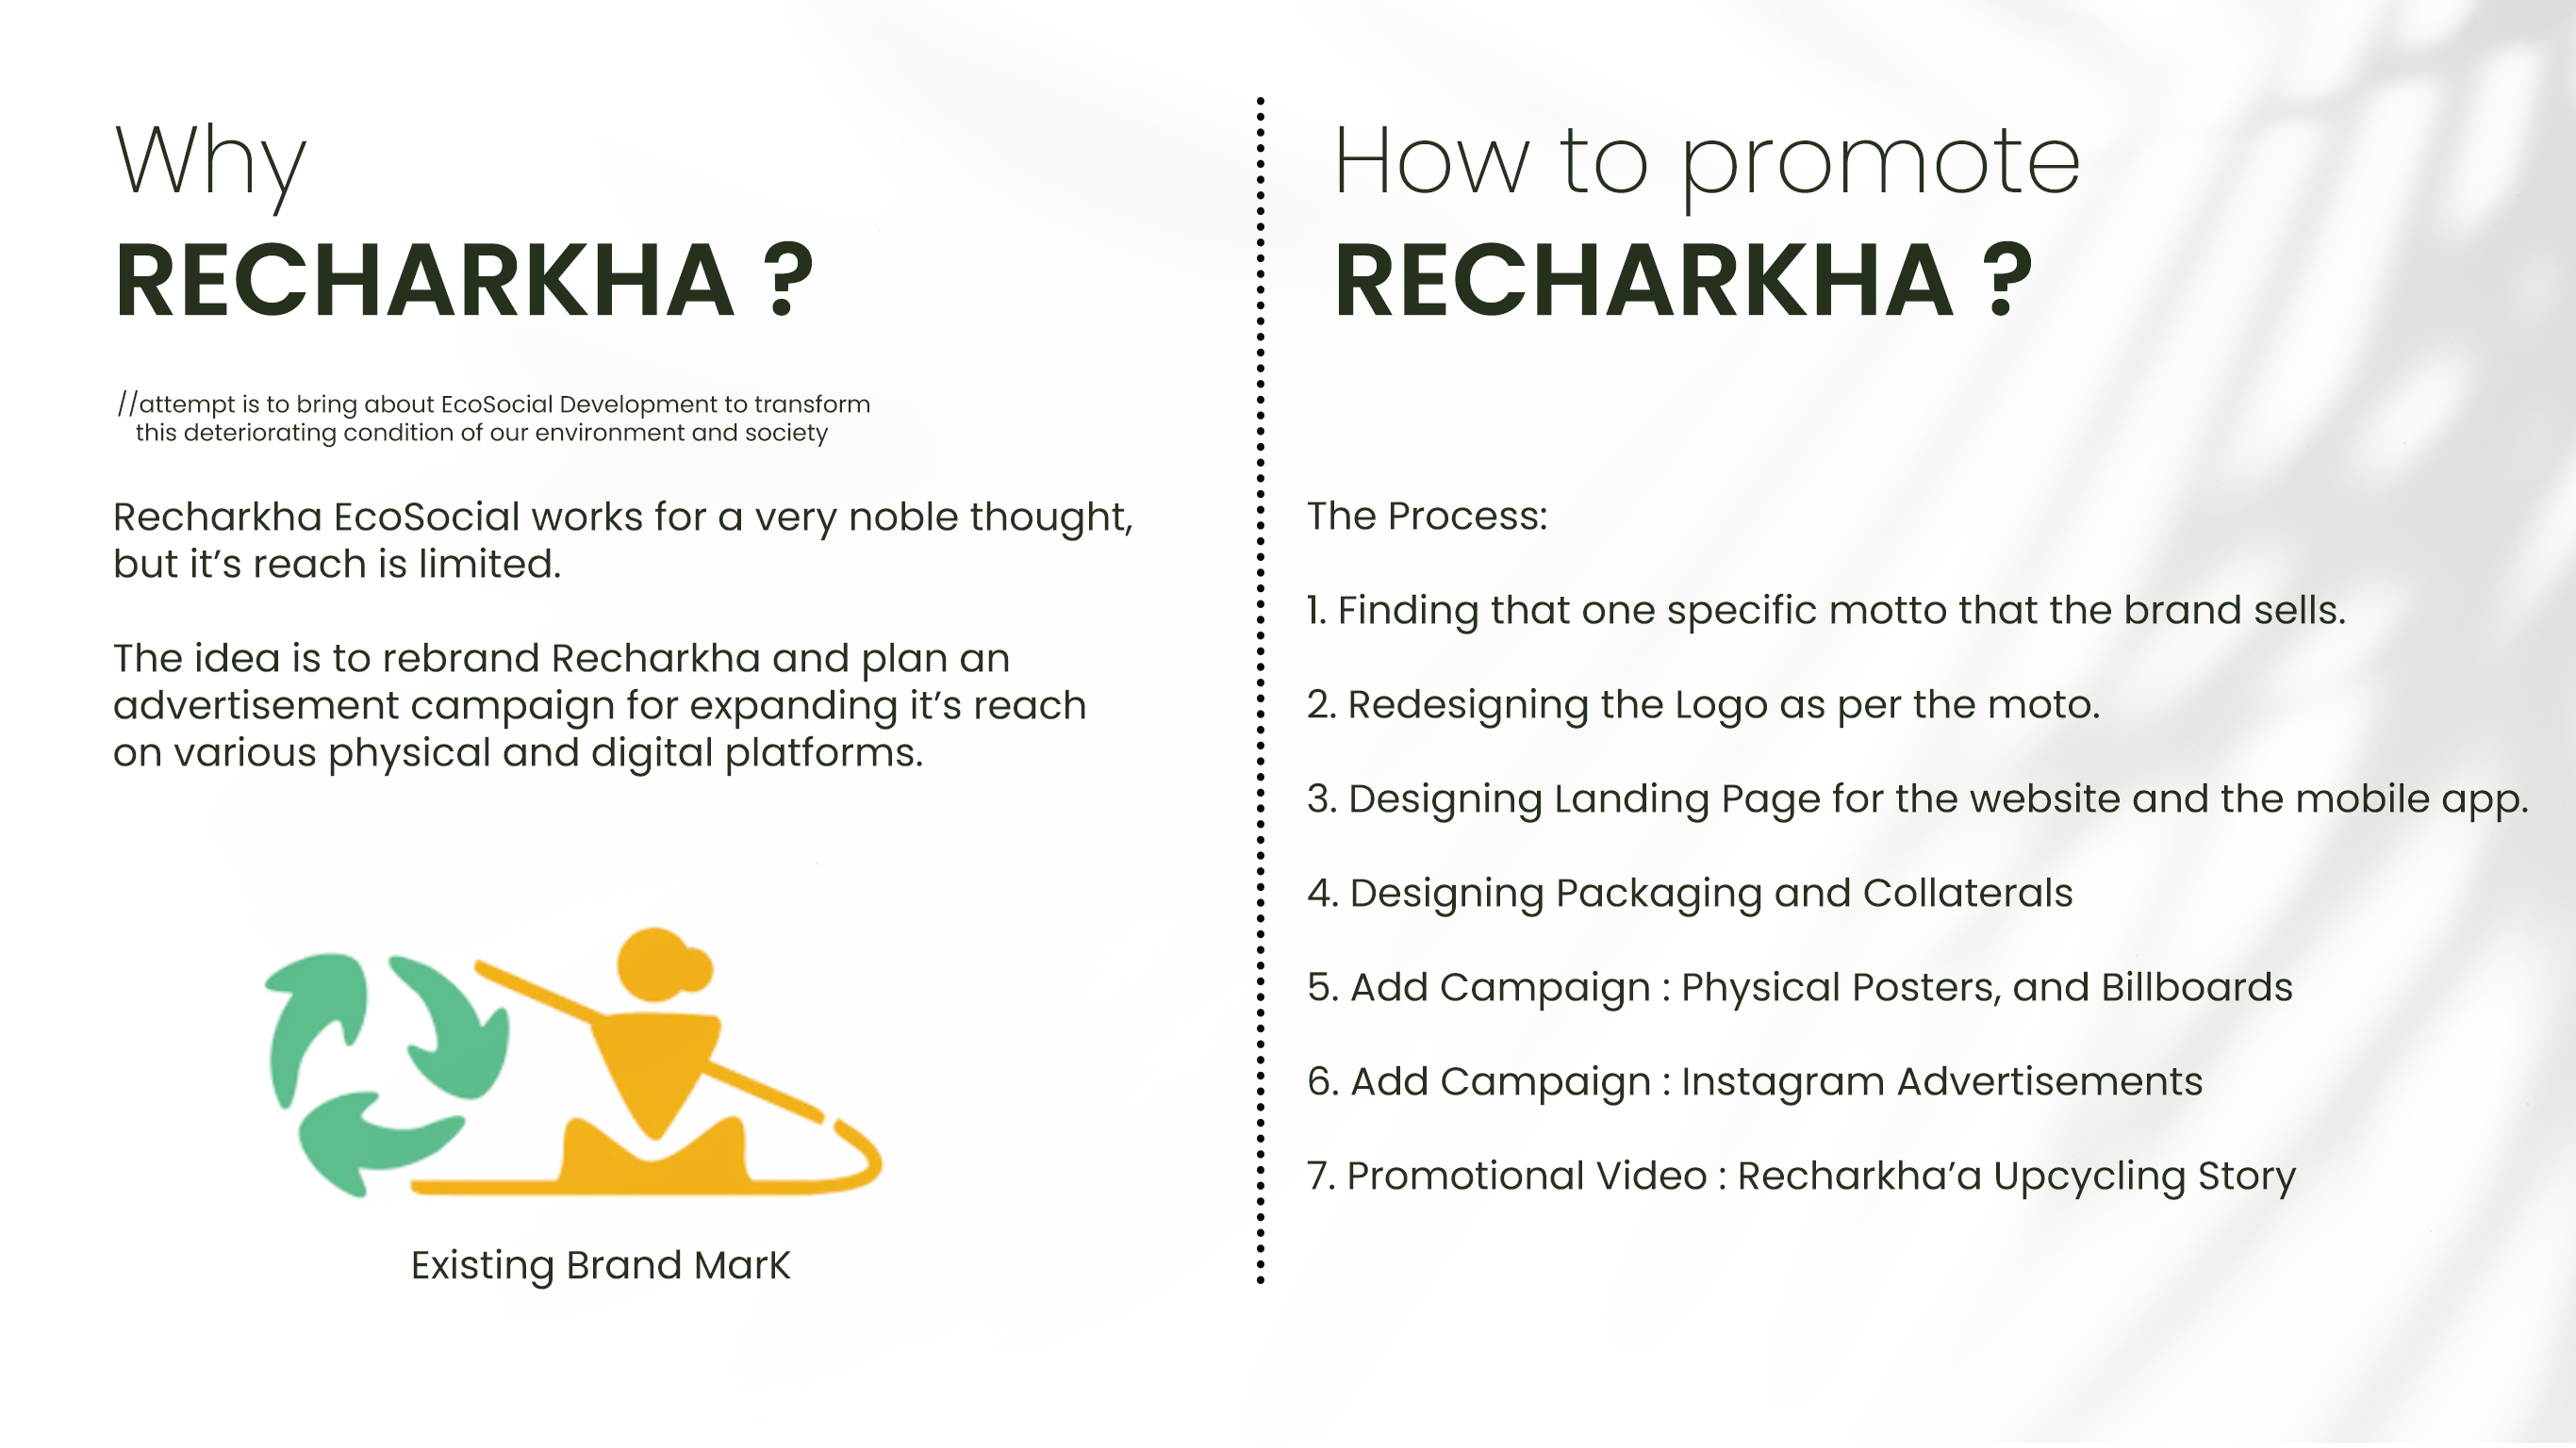 Why
RECHARKHA ?
//attempt is to bring about EcoSocial Development to transform
this deteriorating condition of our environment and society
Recharkha EcoSocial works for a very noble thought,
but it’s reach is limited.
The idea is to rebrand Recharkha and plan an
advertisement campaign for expanding it’s reach
on various physical and digital platforms.
Existing Brand MarK
How to promote
RECHARKHA ?
The Process:
1. Finding that one specific motto that the brand sells.
2. Redesigning the Logo as per the moto.
3. Designing Landing Page for the website and the mobile app.
4. Designing Packaging and Collaterals
5. Add Campaign : Physical Posters, and Billboards
6. Add Campaign : Instagram Advertisements
7. Promotional Video : Recharkha’a Upcycling Story